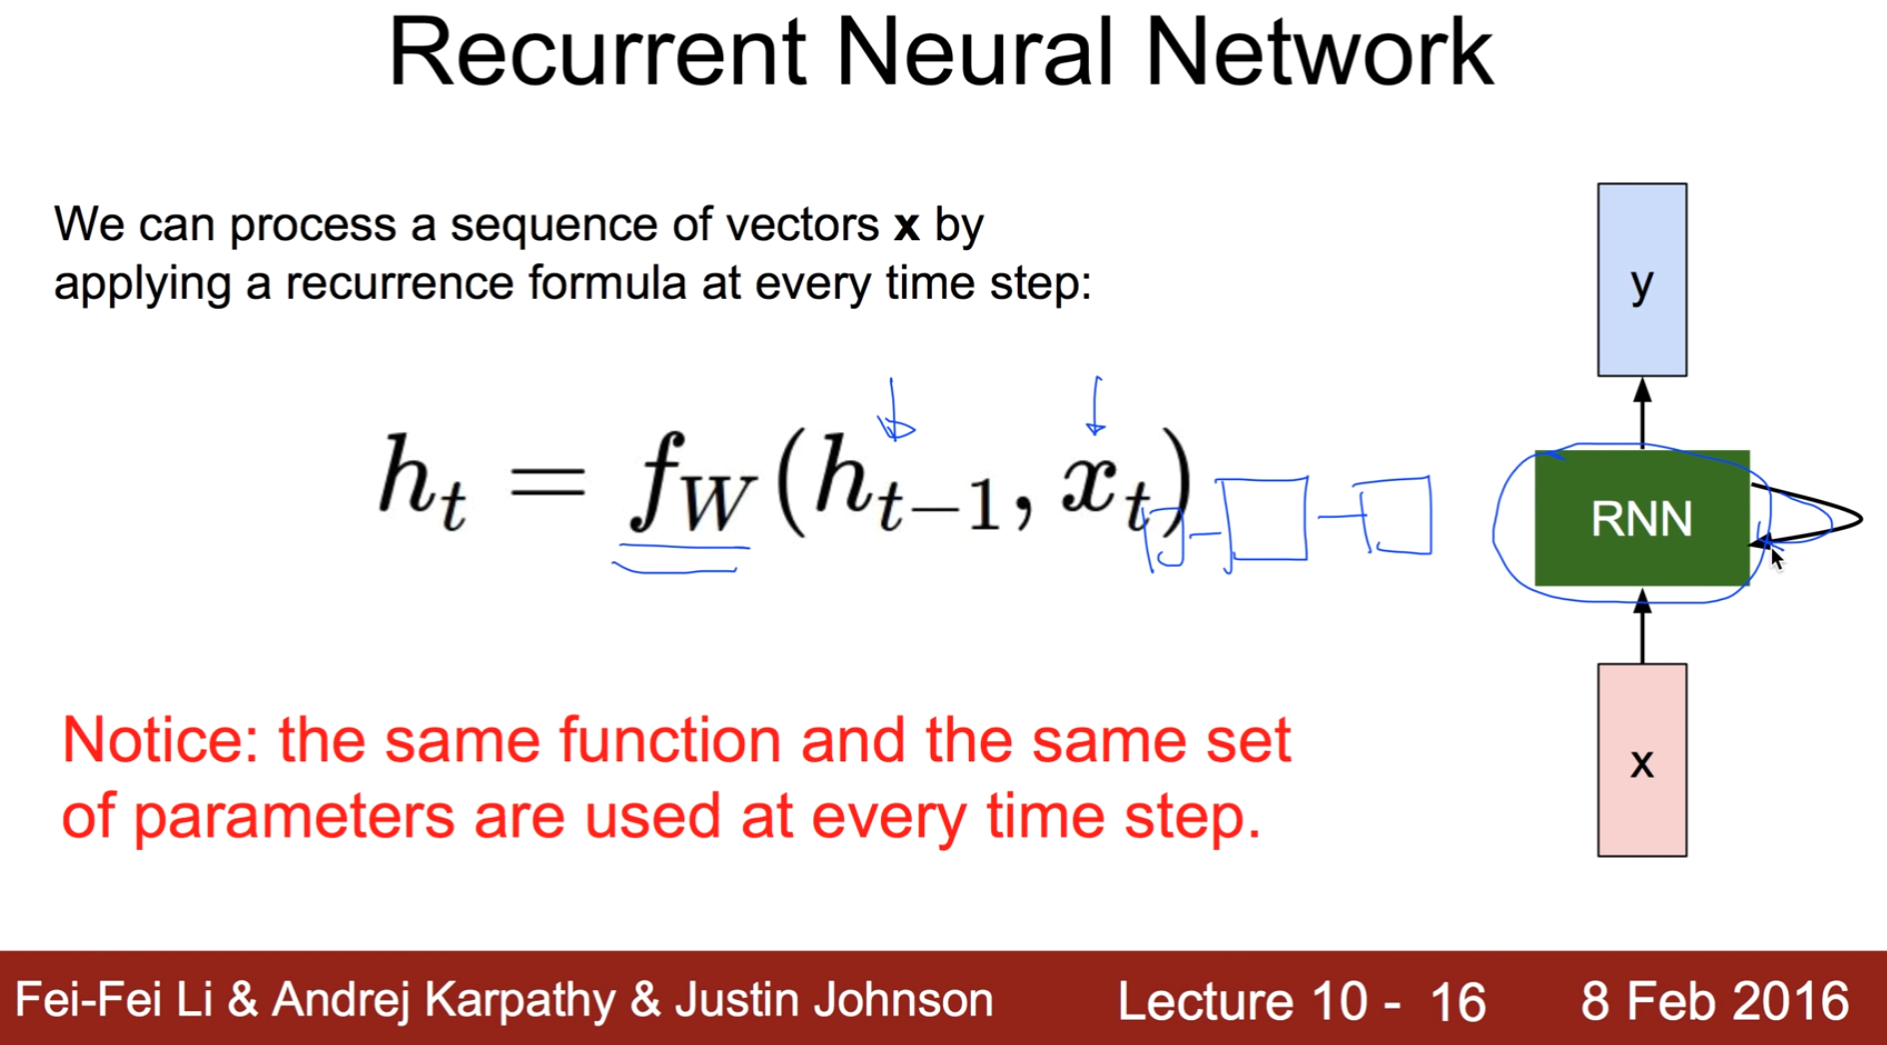 Recurrent Neural Network
We can process a sequence of vectors x by
applying a recurrence formula at every time step:
h_t = f_W(h_{t-1}, x_t)
y
RNN
x
Notice: the same function and the same set
of parameters are used at every time step.
Fei-Fei Li & Andrej Karpathy & Justin Johnson Lecture 10 - 16 8 Feb 2016